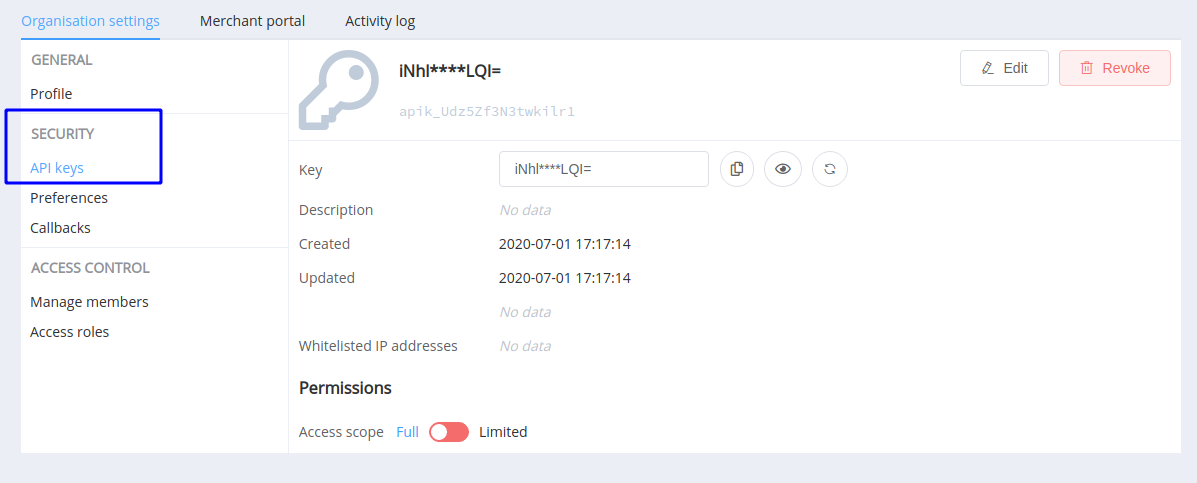 Organisation settings Merchant portal Activity log
GENERAL
Profile
SECURITY
API keys
Preferences
Callbacks
ACCESS CONTROL
Manage members
Access roles
iNhl****LQI=
apik_Udz5Zf3N3twkilr1
Edit Revoke
Key iNhl****LQI=
Description No data
Created 2020-07-01 17:17:14
Updated 2020-07-01 17:17:14
No data
Whitelisted IP addresses No data
Permissions
Access scope Full Limited